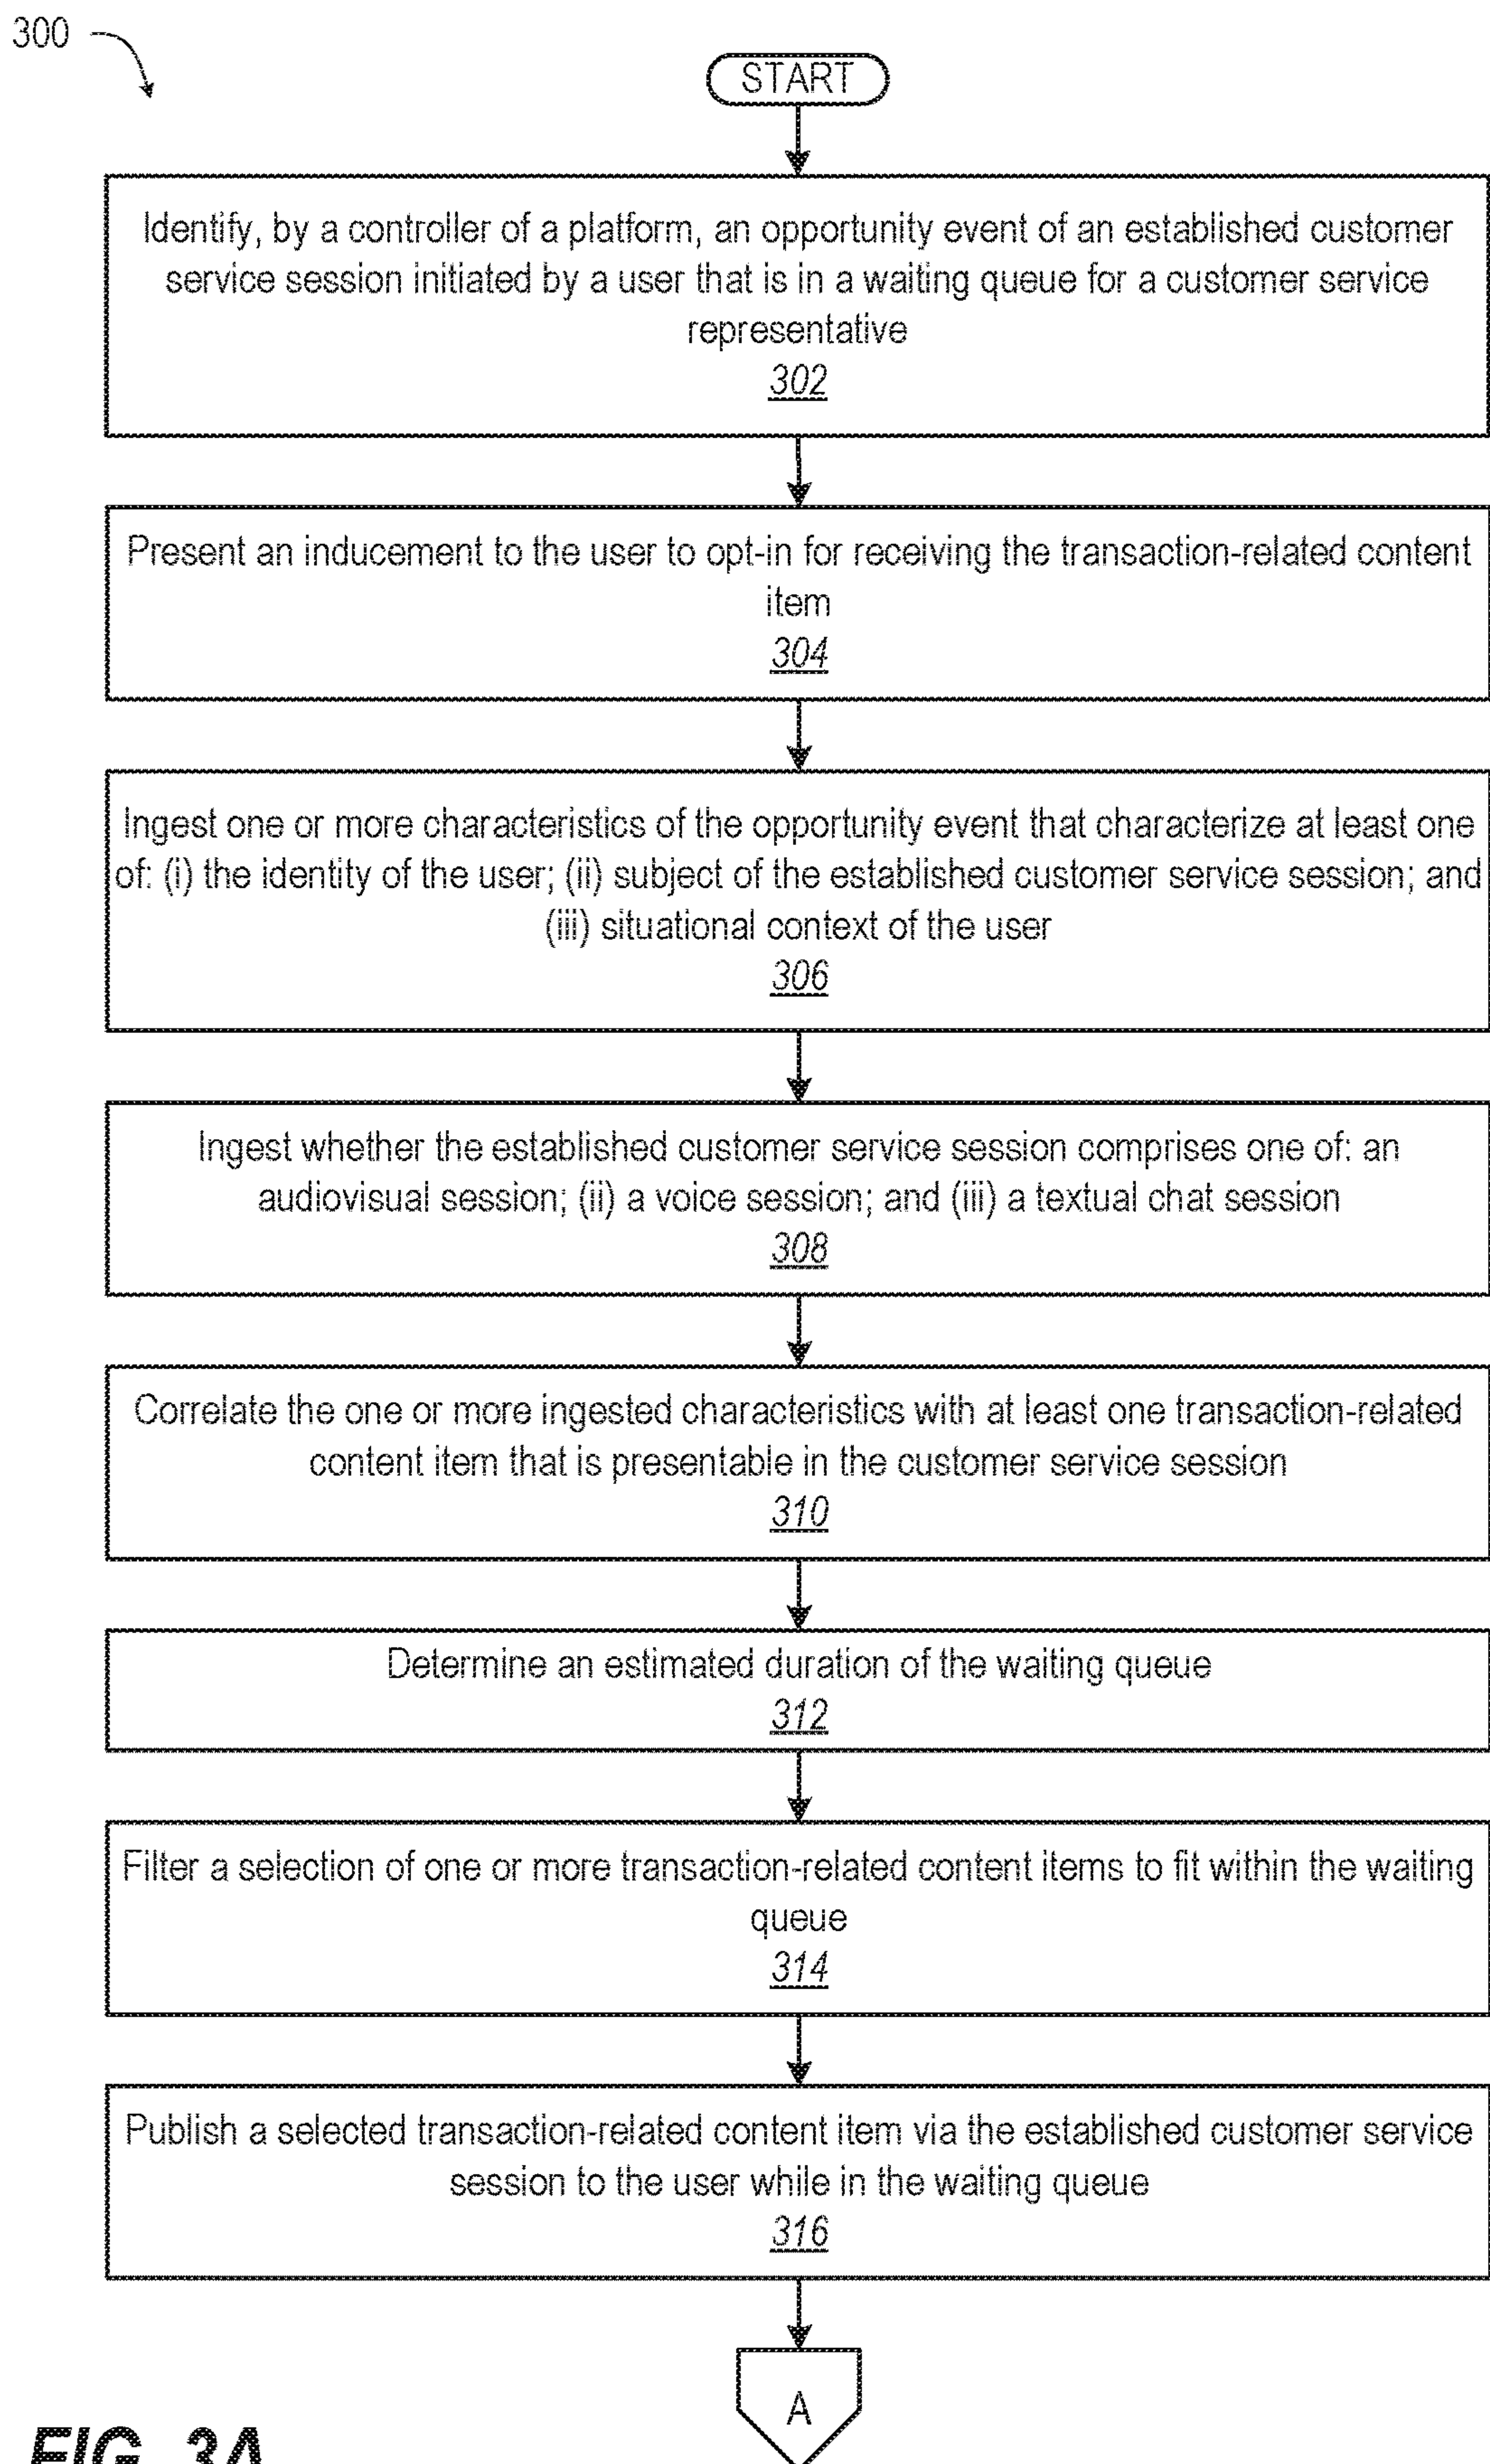 300
START
Identify, by a controller of a platform, an opportunity event of an established customer
service session initiated by a user that is in a waiting queue for a customer service
representative
302
Present an inducement to the user to opt-in for receiving the transaction-related content
item
304
Ingest one or more characteristics of the opportunity event that characterize at least one
of: (i) the identity of the user; (ii) subject of the established customer service session; and
(iii) situational context of the user
306
Ingest whether the established customer service session comprises one of: an
audiovisual session; (ii) a voice session; and (iii) a textual chat session
308
Correlate the one or more ingested characteristics with at least one transaction-related
content item that is presentable in the customer service session
310
Determine an estimated duration of the waiting queue
312
Filter a selection of one or more transaction-related content items to fit within the waiting
queue
314
Publish a selected transaction-related content item via the established customer service
session to the user while in the waiting queue
316
A
FIG. 3A